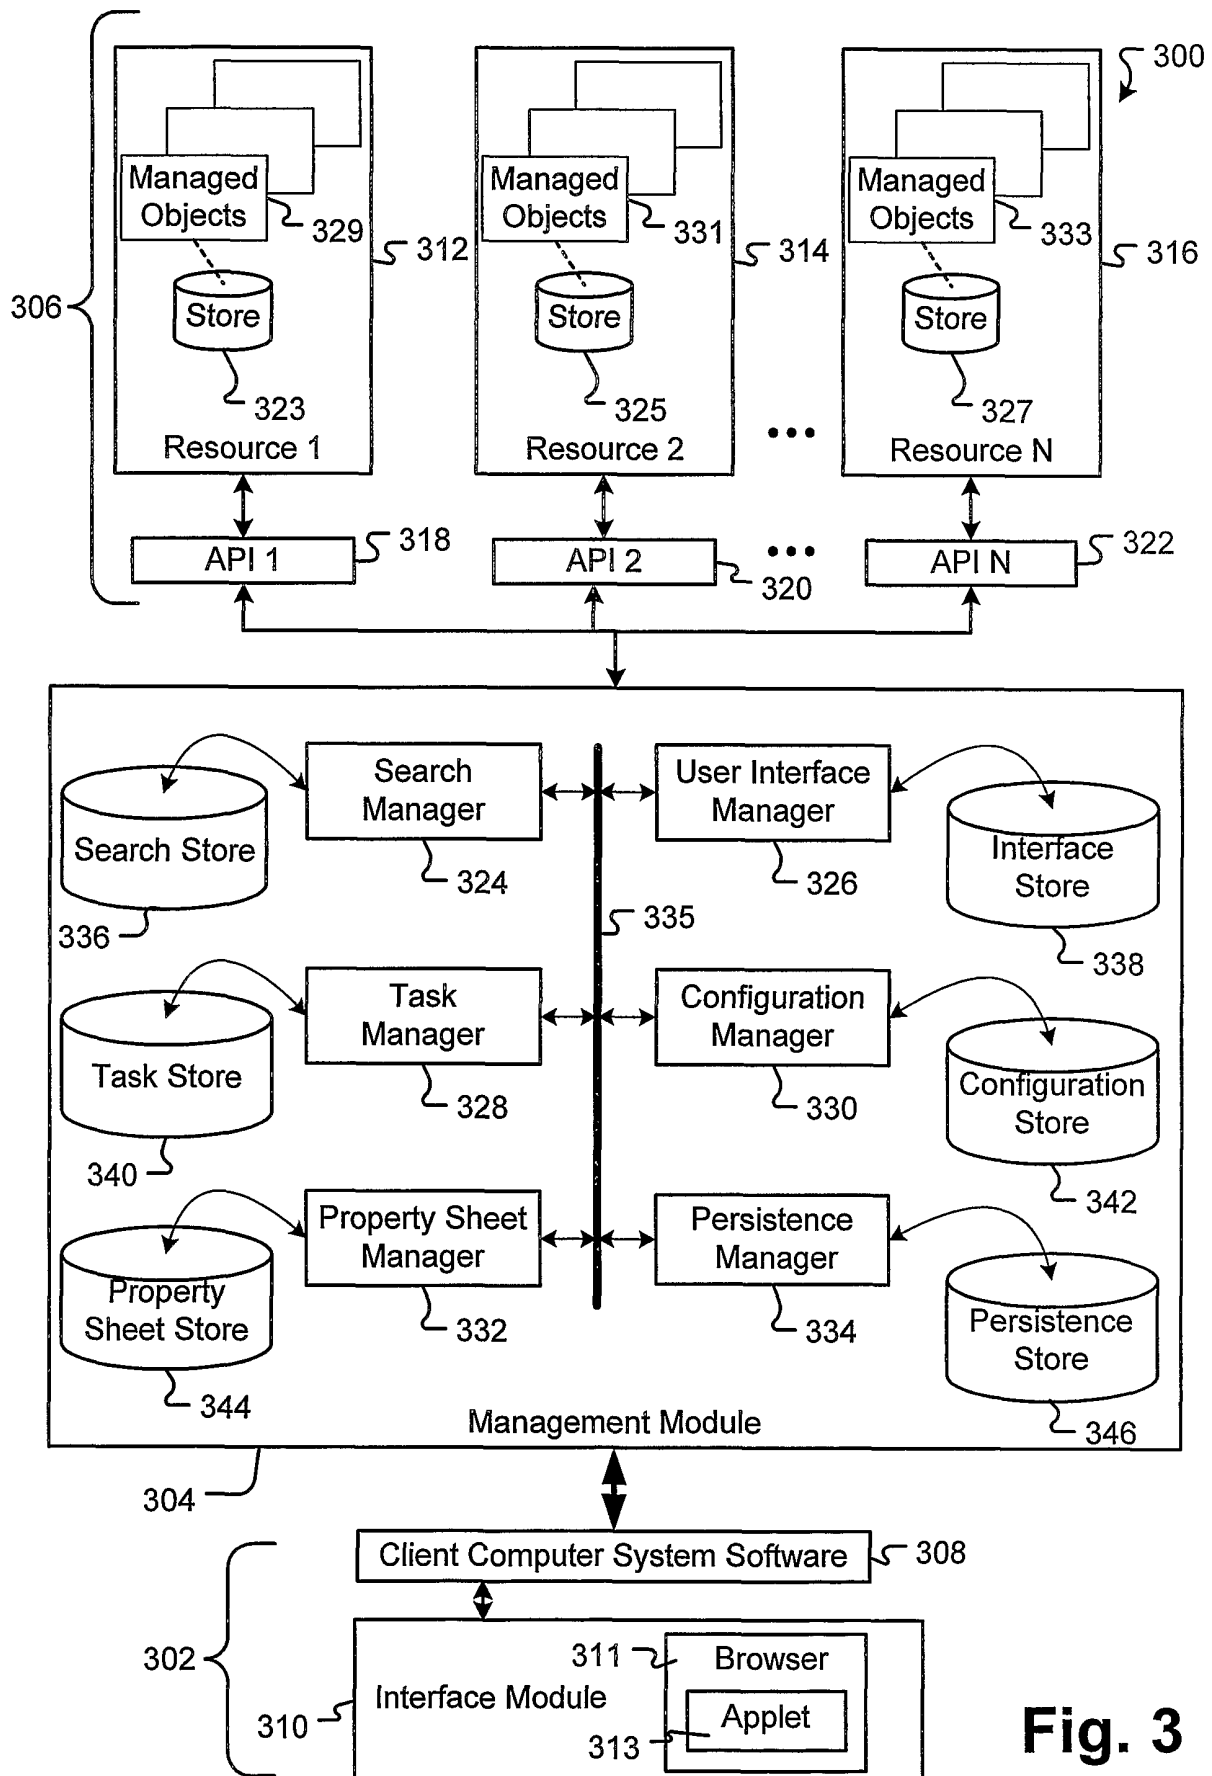 300
Managed
Objects
329
312
Store
323
Resource 1
Managed
Objects
331
314
Store
325
Resource 2
Managed
Objects
333
316
Store
327
Resource N
306
API 1
318
API 2
320
API N
322
Search
Manager
324
Search Store
336
User Interface
Manager
326
Interface
Store
338
335
Task
Manager
328
Task Store
340
Configuration
Manager
330
Configuration
Store
342
Property Sheet
Manager
332
Property
Sheet Store
344
Persistence
Manager
334
Persistence
Store
346
Management Module
304
Client Computer System Software
308
302
311
Browser
Interface Module
310
Applet
313
Fig. 3